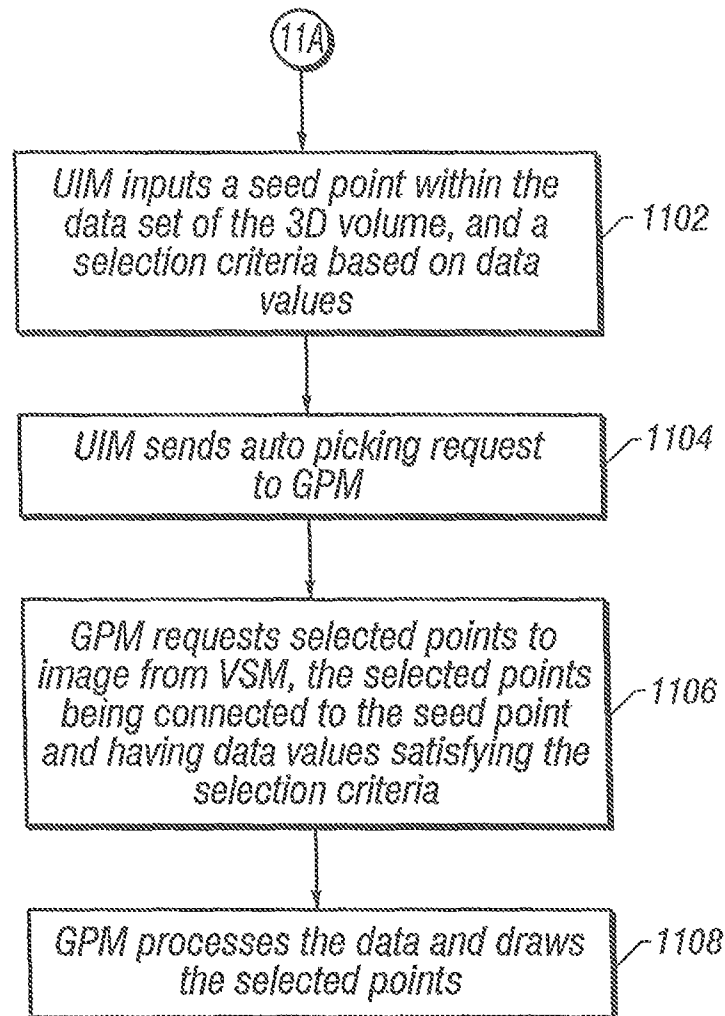 11A
UIM inputs a seed point within the
data set of the 3D volume, and a
selection criteria based on data
values
1102
UIM sends auto picking request
to GPM
1104
GPM requests selected points to
image from VSM, the selected points
being connected to the seed point
and having data values satisfying the
selection criteria
1106
GPM processes the data and draws
the selected points
1108